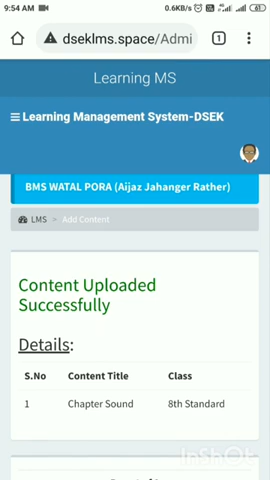 9:54 AM 0.6KB/s 61
dseklms.space/Admi 1
Learning MS
Learning Management System-DSEK
BMS WATAL PORA (Aijaz Jahanger Rather)
LMS > Add Content
Content Uploaded
Successfully
Details:
S.No Content Title Class
1 Chapter Sound 8th Standard
InShOt